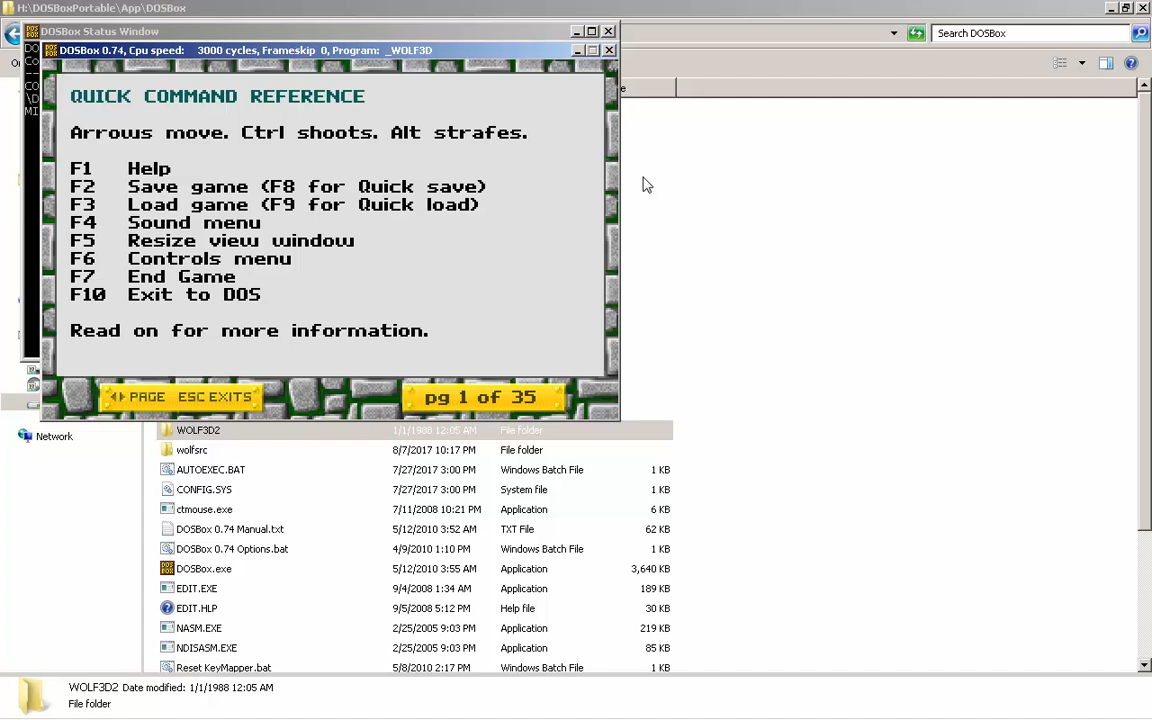 H:\DOSBoxPortable\App\DOSBox
DOSBox Status Window
Search DOSBox
DOSBox 0.74, Cpu speed: 3000 cycles, Frameskip 0, Program: _WOLF3D
QUICK COMMAND REFERENCE
Arrows move. Ctrl shoots. Alt strafes.
F1 Help
F2 Save game (F8 for Quick save)
F3 Load game (F9 for Quick load)
F4 Sound menu
F5 Resize view window
F6 Controls menu
F7 End Game
F10 Exit to DOS
Read on for more information.
PAGE ESC EXITS
pg 1 of 35
WOLF3D2 1/1/1988 12:05 AM File folder
Network
wolfsrc 8/7/2017 10:17 PM File folder
AUTOEXEC.BAT 7/27/2017 3:00 PM Windows Batch File 1 KB
CONFIG.SYS 7/27/2017 3:00 PM System file 1 KB
ctmouse.exe 7/11/2008 10:21 PM Application 6 KB
DOSBox 0.74 Manual.txt 5/12/2010 3:52 AM TXT File 62 KB
DOSBox 0.74 Options.bat 4/9/2010 1:10 PM Windows Batch File 1 KB
DOSBox.exe 5/12/2010 3:55 AM Application 3,640 KB
EDIT.EXE 9/4/2008 1:34 AM Application 189 KB
EDIT.HLP 9/5/2008 5:12 PM Help file 30 KB
NASM.EXE 2/25/2005 9:03 PM Application 219 KB
NDISASM.EXE 2/25/2005 9:03 PM Application 85 KB
Reset KeyMapper.bat 5/8/2010 2:17 PM Windows Batch File 1 KB
WOLF3D2 Date modified: 1/1/1988 12:05 AM
File folder